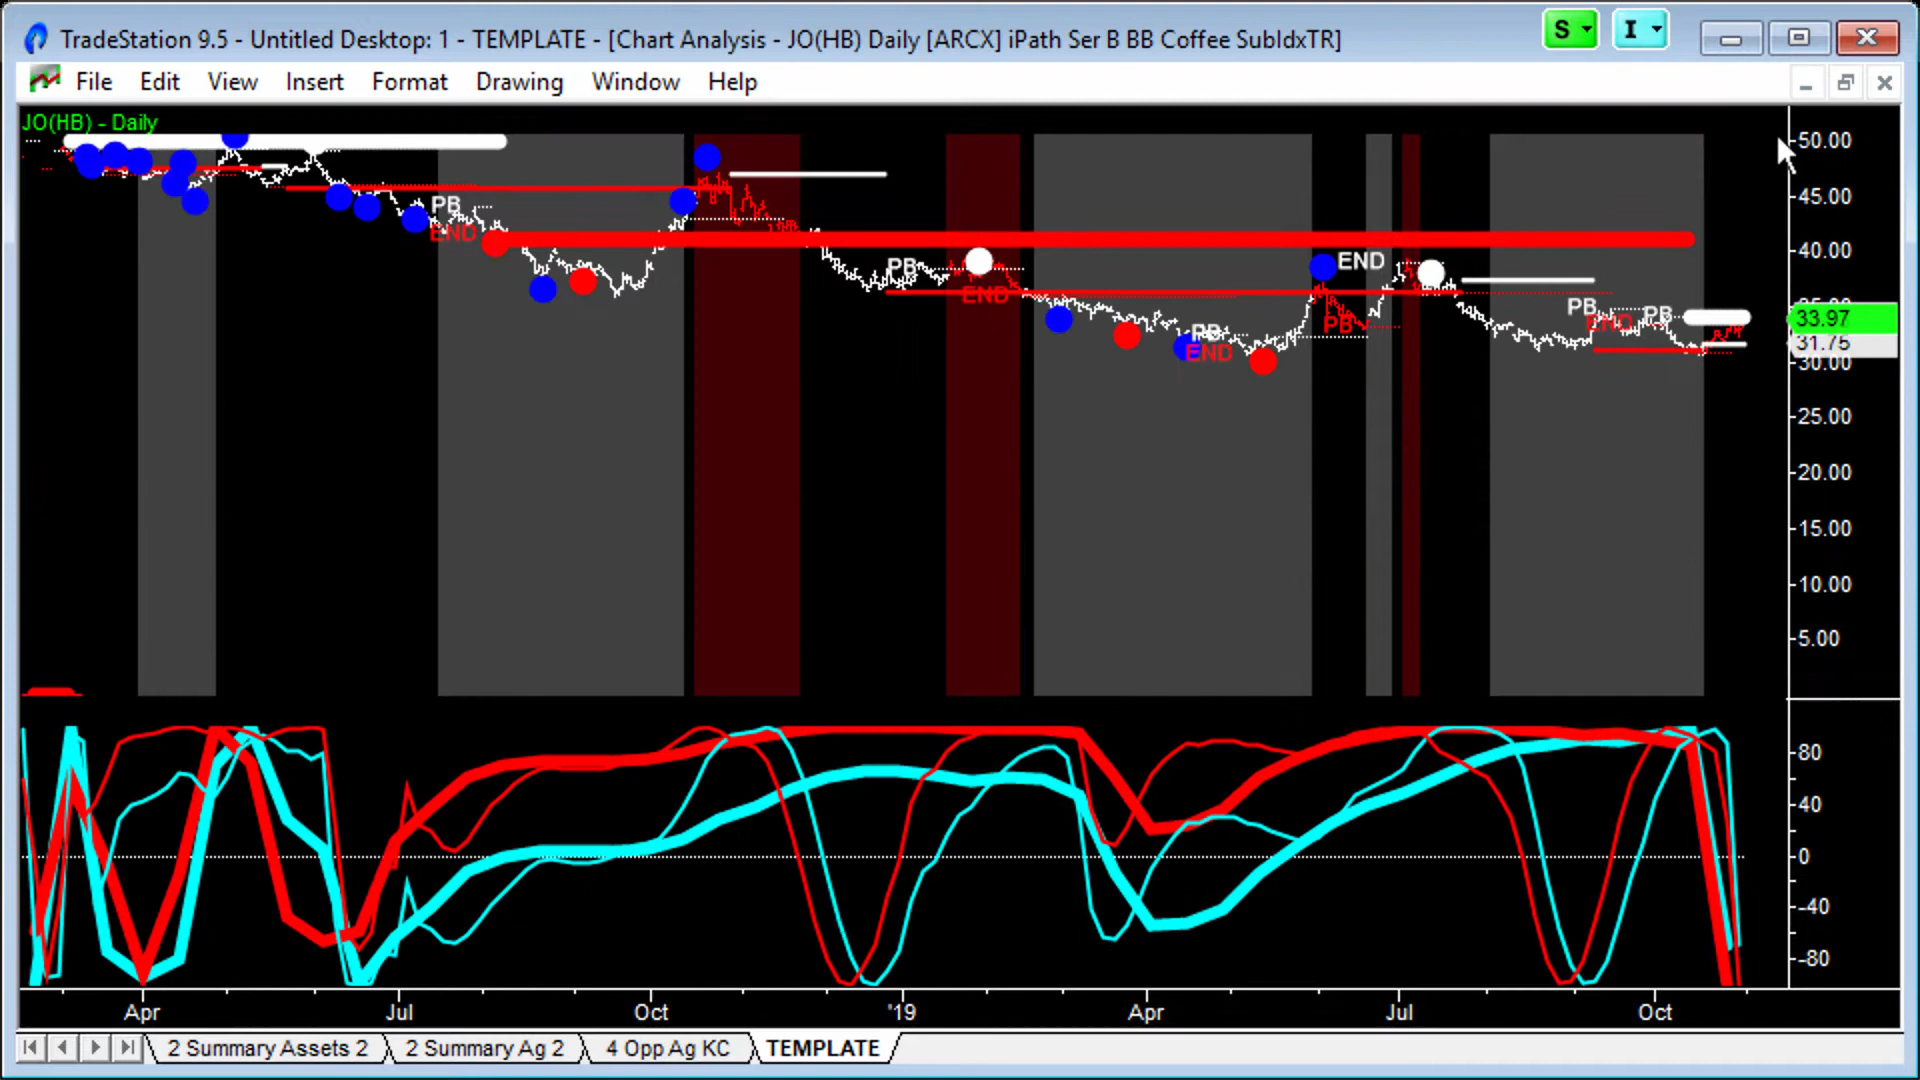 TradeStation 9.5 - Untitled Desktop: 1 - TEMPLATE - [Chart Analysis - JO(HB) Daily [ARCX] iPath Ser B BB Coffee SubIdxTR]
S I
File Edit View Insert Format Drawing Window Help
JO(HB) - Daily
50.00
45.00
PB
END
40.00
END
PB
END
35.00
PB
END
PB
PB
33.97
PB
PB
END
31.75
30.00
25.00
20.00
15.00
10.00
5.00
80
40
0
-40
-80
Apr Jul Oct '19 Apr Jul Oct
2 Summary Assets 2 2 Summary Ag 2 4 Opp Ag KC TEMPLATE